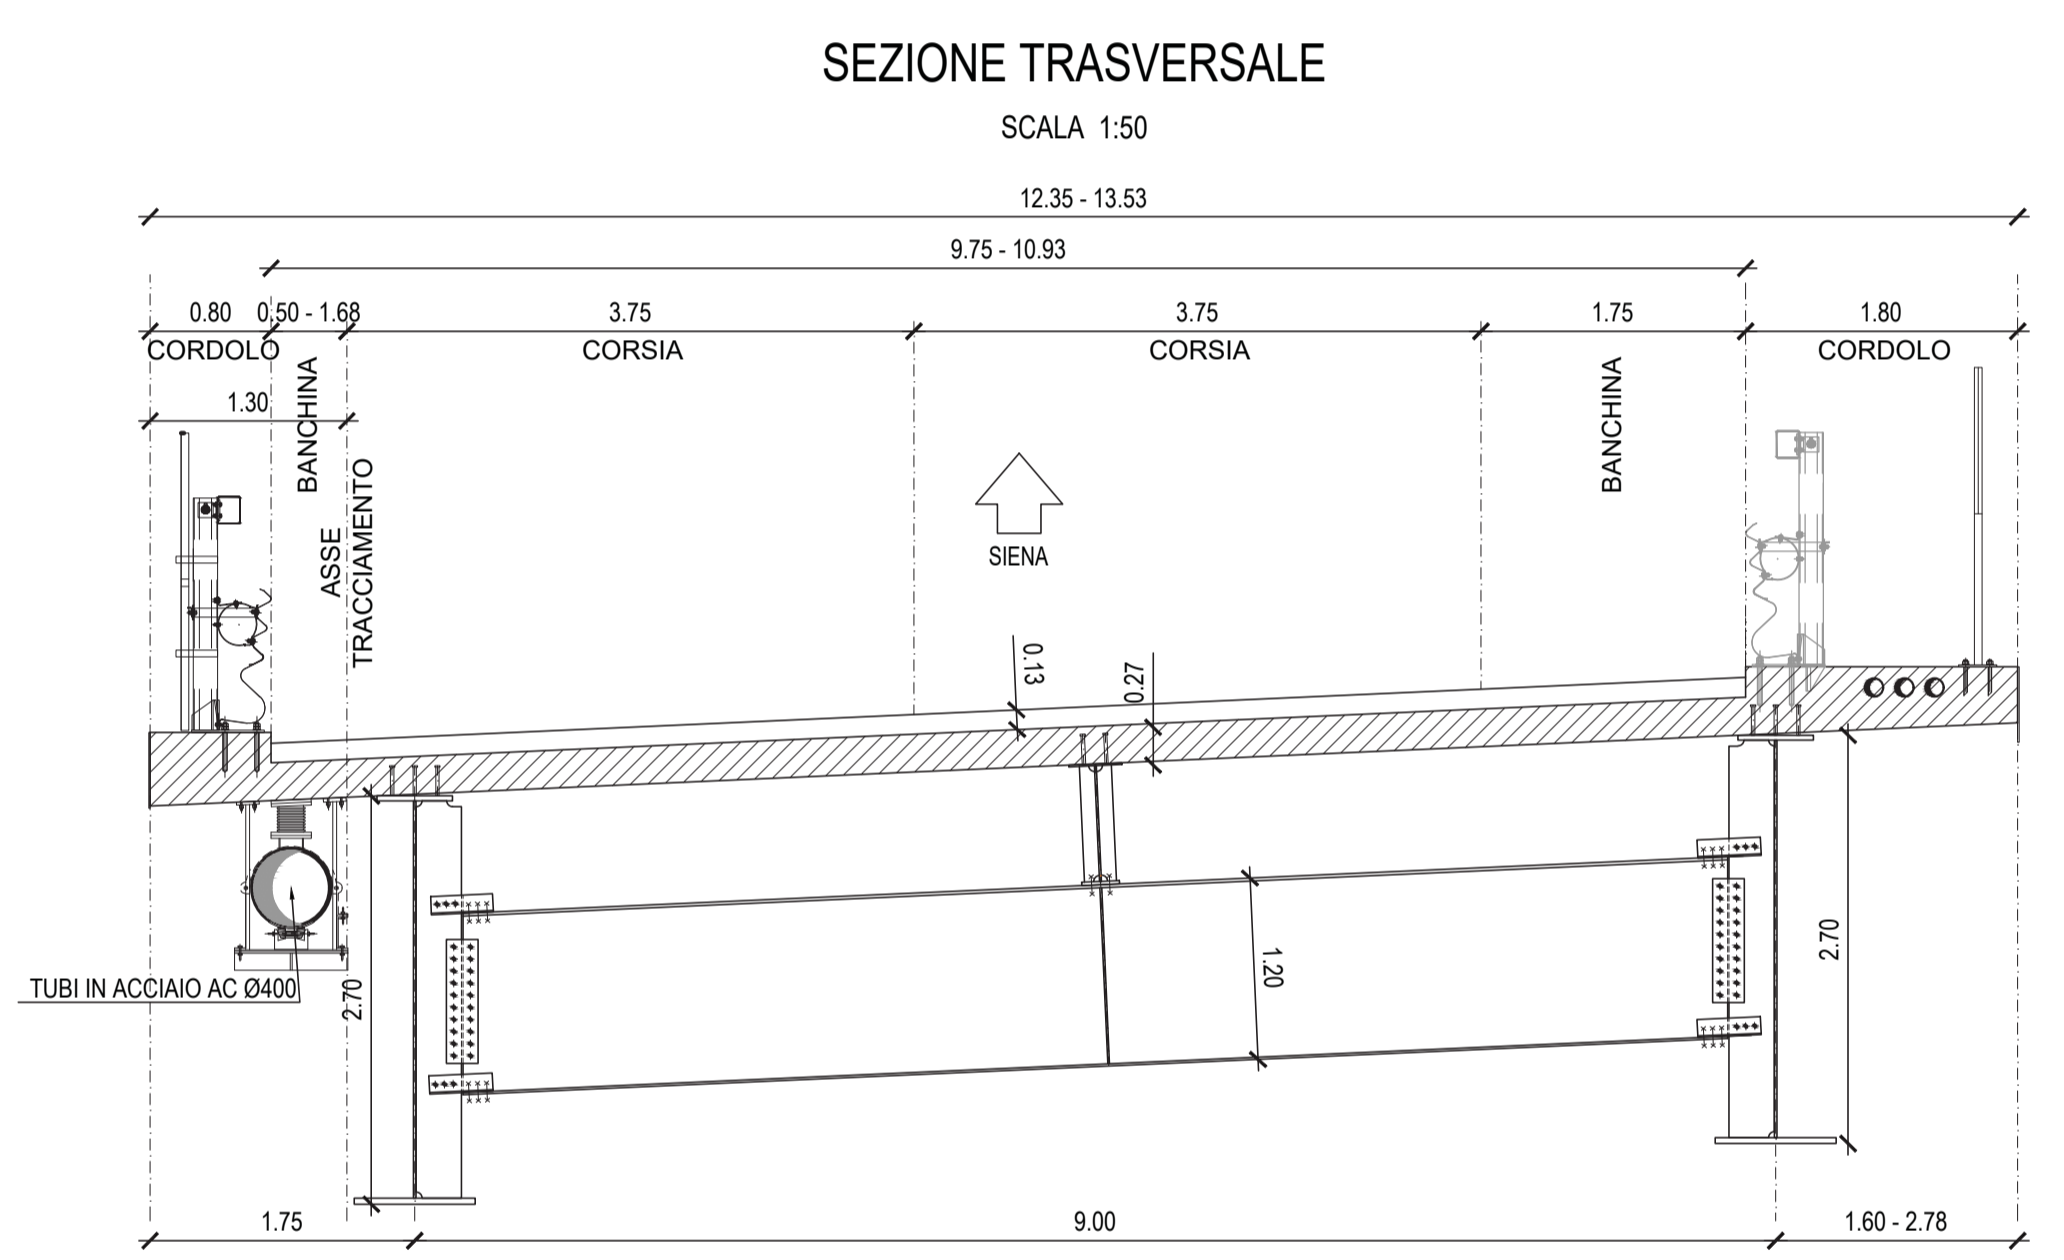 SEZIONE TRASVERSALE
SCALA 1:50
12.35 - 13.53
9.75 - 10.93
0.80
0.50 - 1.68
3.75
3.75
1.75
1.80
CORDOLO
CORSIA
CORSIA
CORDOLO
BANCHINA
BANCHINA
1.30
ASSE
TRACCIAMENTO
SIENA
0.13
0.27
1.20
2.70
TUBI IN ACCIAIO AC Ø400
2.70
1.75
9.00
1.60 - 2.78